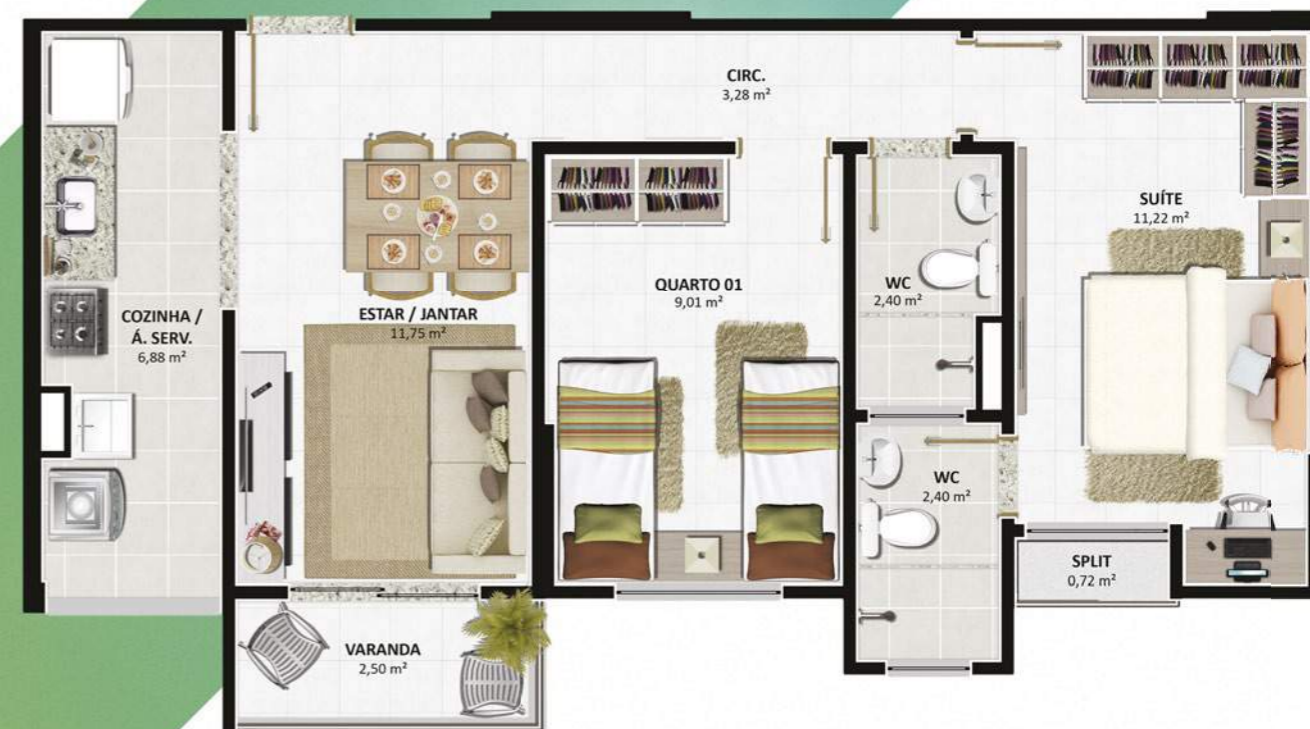 CIRC.
3,28 m²
SUÍTE
11,22 m²
QUARTO 01
9,01 m²
WC
2,40 m²
COZINHA /
Á. SERV.
6,88 m²
ESTAR / JANTAR
11,75 m²
WC
2,40 m²
SPLIT
0,72 m²
VARANDA
2,50 m²